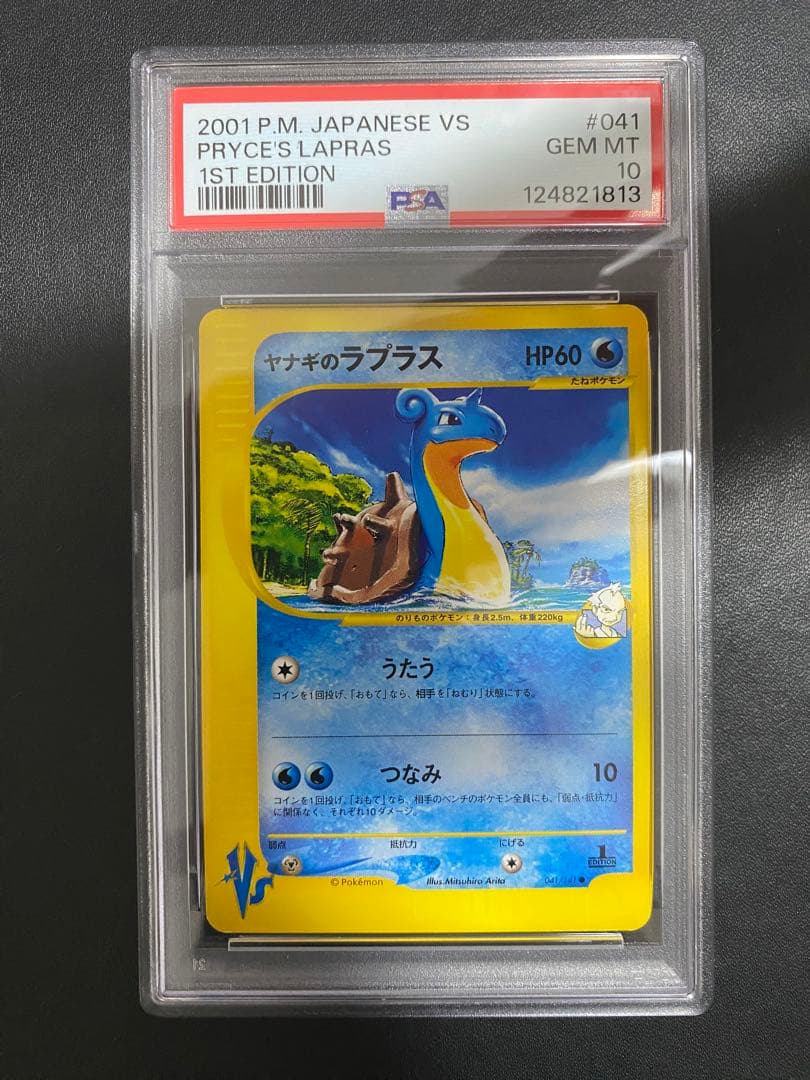 2001 P.M. JAPANESE VS #041
PRYCE'S LAPRAS GEM MT
1ST EDITION 10
PSA 124821813
ヤナギのラプラス HP60
たねポケモン
のりものポケモン：身長2.5m、体重220kg
うたう
コインを1回投げ、「おもて」なら、相手を「ねむり」状態にする。
つなみ 10
コインを1回投げ、「おもて」なら、相手のベンチのポケモン全員にも、「弱点・抵抗力」
に関係なく、それぞれ10ダメージ。
弱点 抵抗力 にげる
1
EDITION
VS
© Pokémon Illus.Mitsuhiro Arita 041/141